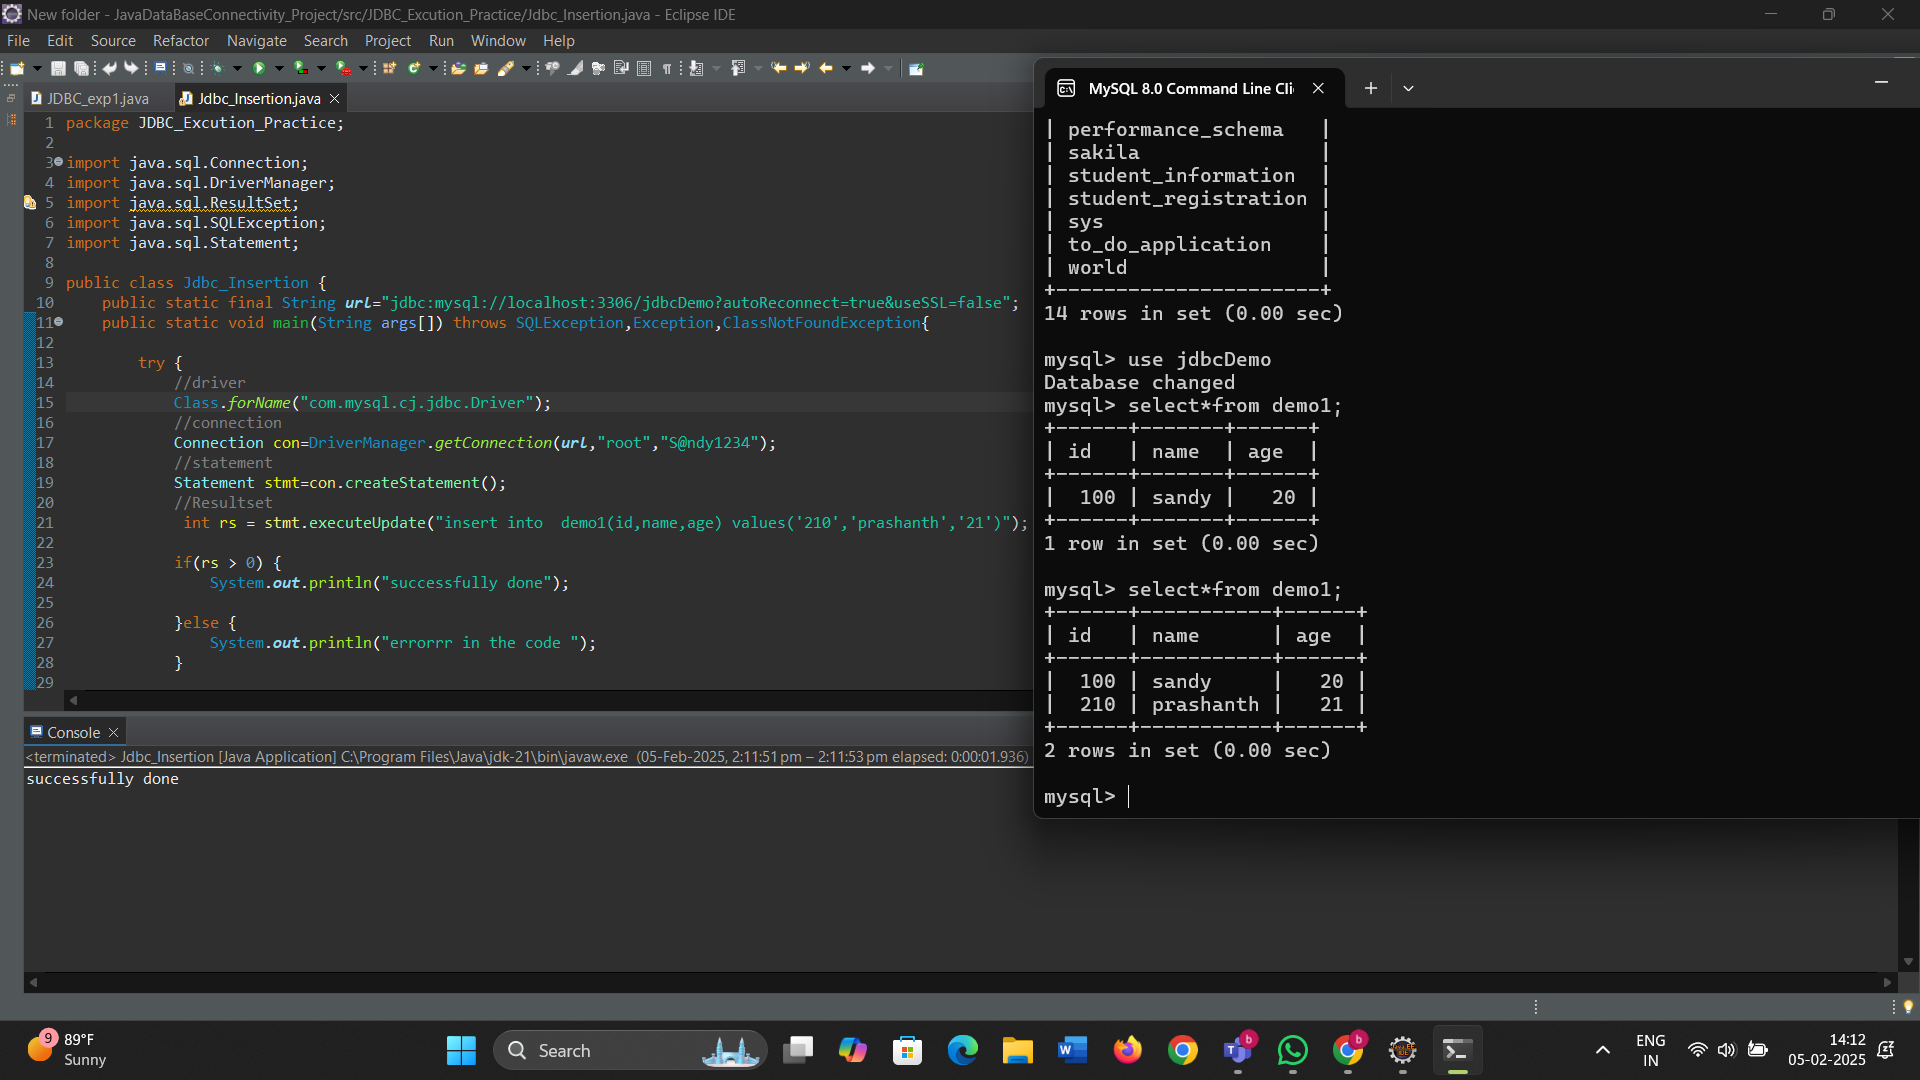 New folder - JavaDataBaseConnectivity_Project/src/JDBC_Excution_Practice/Jdbc_Insertion.java - Eclipse IDE
File Edit Source Refactor Navigate Search Project Run Window Help
JDBC_exp1.java Jdbc_Insertion.java
1 package JDBC_Excution_Practice;
2
3 import java.sql.Connection;
4 import java.sql.DriverManager;
5 import java.sql.ResultSet;
6 import java.sql.SQLException;
7 import java.sql.Statement;
8
9 public class Jdbc_Insertion {
10 public static final String url="jdbc:mysql://localhost:3306/jdbcDemo?autoReconnect=true&useSSL=false";
11 public static void main(String args[]) throws SQLException,Exception,ClassNotFoundException{
12
13 try {
14 //driver
15 Class.forName("com.mysql.cj.jdbc.Driver");
16 //connection
17 Connection con=DriverManager.getConnection(url,"root","S@ndy1234");
18 //statement
19 Statement stmt=con.createStatement();
20 //Resultset
21 int rs = stmt.executeUpdate("insert into  demo1(id,name,age) values('210','prashanth','21')");
22
23 if(rs > 0) {
24 System.out.println("successfully done");
25
26 }else {
27 System.out.println("errorrr in the code ");
28 }
29
Console
<terminated> Jdbc_Insertion [Java Application] C:\Program Files\Java\jdk-21\bin\javaw.exe (05-Feb-2025, 2:11:51 pm – 2:11:53 pm elapsed: 0:00:01.936)
successfully done
MySQL 8.0 Command Line Cli
| performance_schema |
| sakila |
| student_information |
| student_registration |
| sys |
| to_do_application |
| world |
+----------------------+
14 rows in set (0.00 sec)
mysql> use jdbcDemo
Database changed
mysql> select*from demo1;
+------+-------+------+
| id   | name  | age  |
+------+-------+------+
|  100 | sandy |   20 |
+------+-------+------+
1 row in set (0.00 sec)
mysql> select*from demo1;
+------+-----------+------+
| id   | name      | age  |
+------+-----------+------+
|  100 | sandy     |   20 |
|  210 | prashanth |   21 |
+------+-----------+------+
2 rows in set (0.00 sec)
mysql>
9
89°F
Sunny
Search
ENG
IN
14:12
05-02-2025